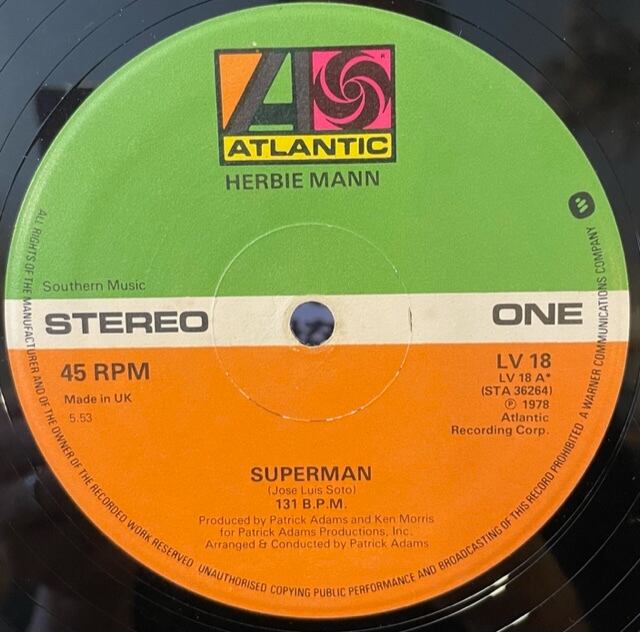 ATLANTIC
HERBIE MANN
Southern Music
STEREO
ONE
45 RPM
Made in UK
5.53
LV 18
LV 18 A*
(STA 36264)
℗ 1978
Atlantic
Recording Corp.
SUPERMAN
(Jose Luis Soto)
131 B.P.M.
Produced by Patrick Adams and Ken Morris
for Patrick Adams Productions, Inc.
Arranged & Conducted by Patrick Adams
ALL RIGHTS OF THE MANUFACTURER AND OF THE OWNER OF THE RECORDED WORK RESERVED UNAUTHORISED COPYING PUBLIC PERFORMANCE AND BROADCASTING OF THIS RECORD PROHIBITED A WARNER COMMUNICATIONS COMPANY